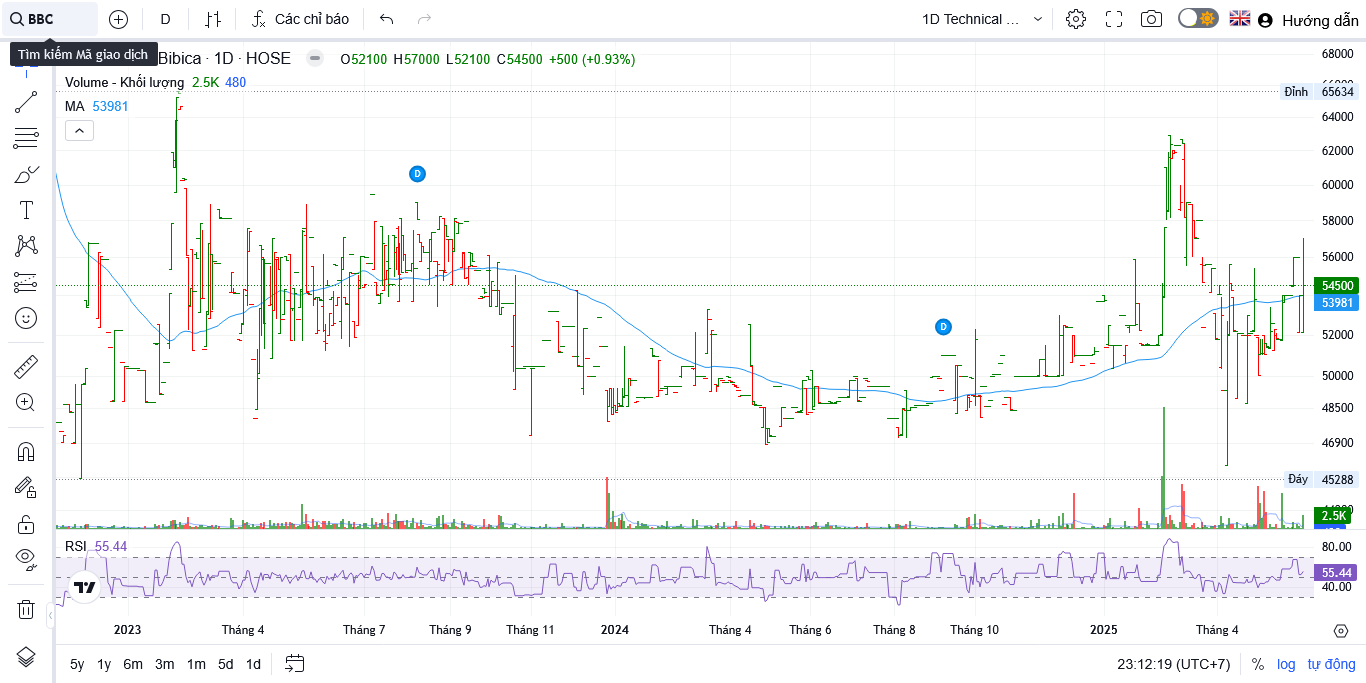 BBC
D
Các chỉ báo
1D Technical ...
Hướng dẫn
Tìm kiếm Mã giao dịch
Bibica · 1D · HOSE
O52100 H57000 L52100 C54500 +500 (+0.93%)
Volume - Khối lượng 2.5K 480
MA 53981
68000
Đỉnh 65634
64000
62000
D
60000
58000
56000
54500
53981
D
52000
50000
48500
46900
Đáy 45288
2.5K
RSI 55.44
80.00
55.44
40.00
2023 Tháng 4 Tháng 7 Tháng 9 Tháng 11 2024 Tháng 4 Tháng 6 Tháng 8 Tháng 10 2025 Tháng 4
5y 1y 6m 3m 1m 5d 1d
23:12:19 (UTC+7) % log tự động